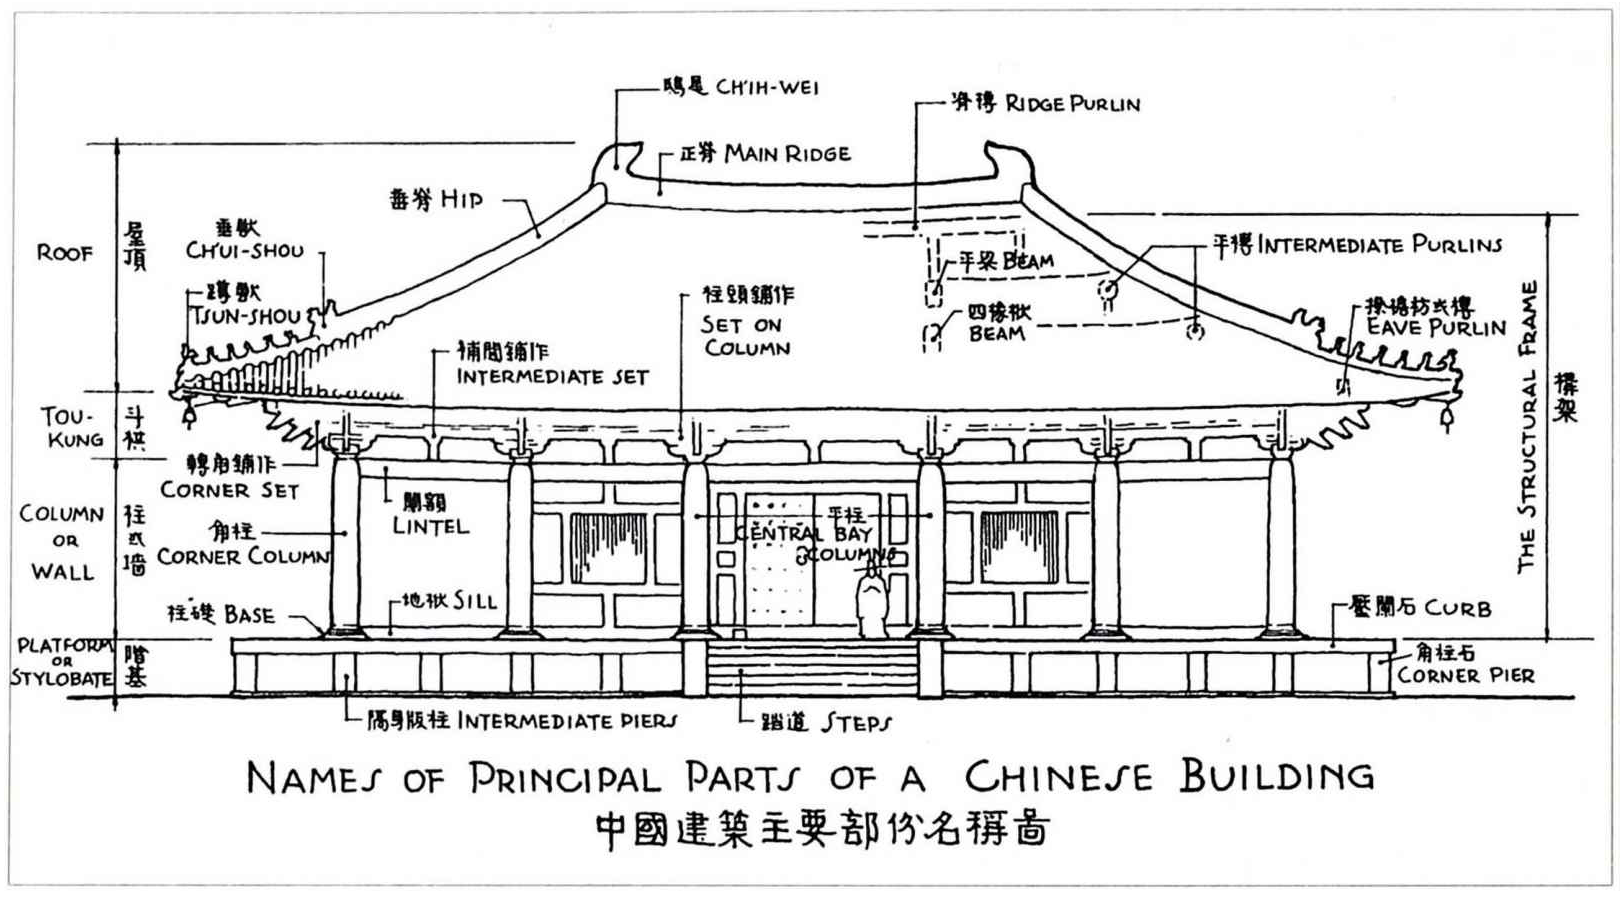 鴟尾 CH'IH-WEI
脊槫 RIDGE PURLIN
正脊 MAIN RIDGE
垂脊 HIP
垂獸
CH'UI-SHOU
蹲獸
TSUN-SHOU
ROOF
屋頂
平槫 INTERMEDIATE PURLINS
平梁 BEAM
四椽栿
BEAM
柱頭鋪作
SET ON
COLUMN
撩檐枋或槫
EAVE PURLIN
THE STRUCTURAL FRAME
補間鋪作
INTERMEDIATE SET
TOU-
KUNG
斗栱
轉角鋪作
CORNER SET
闌額
LINTEL
COLUMN
OR
WALL
柱或墻
角柱
CORNER COLUMN
平柱
CENTRAL BAY
COLUMNS
柱礎 BASE
地栿 SILL
壓闌石 CURB
PLATFORM
OR
STYLOBATE
階基
角柱石
CORNER PIER
隔身版柱 INTERMEDIATE PIERS
踏道 STEPS
NAMES OF PRINCIPAL PARTS OF A CHINESE BUILDING
中國建築主要部份名稱圖